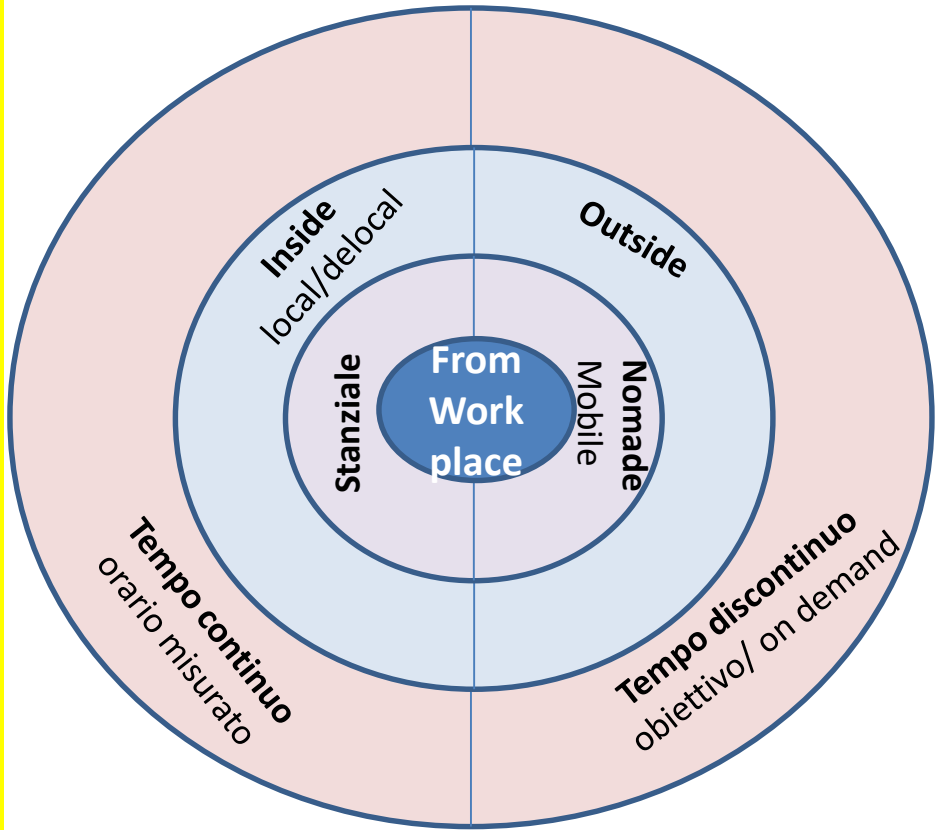 Inside
local/delocal
Outside
Stanziale
From
Work
place
Nomade
Mobile
Tempo continuo
orario misurato
Tempo discontinuo
obiettivo/ on demand